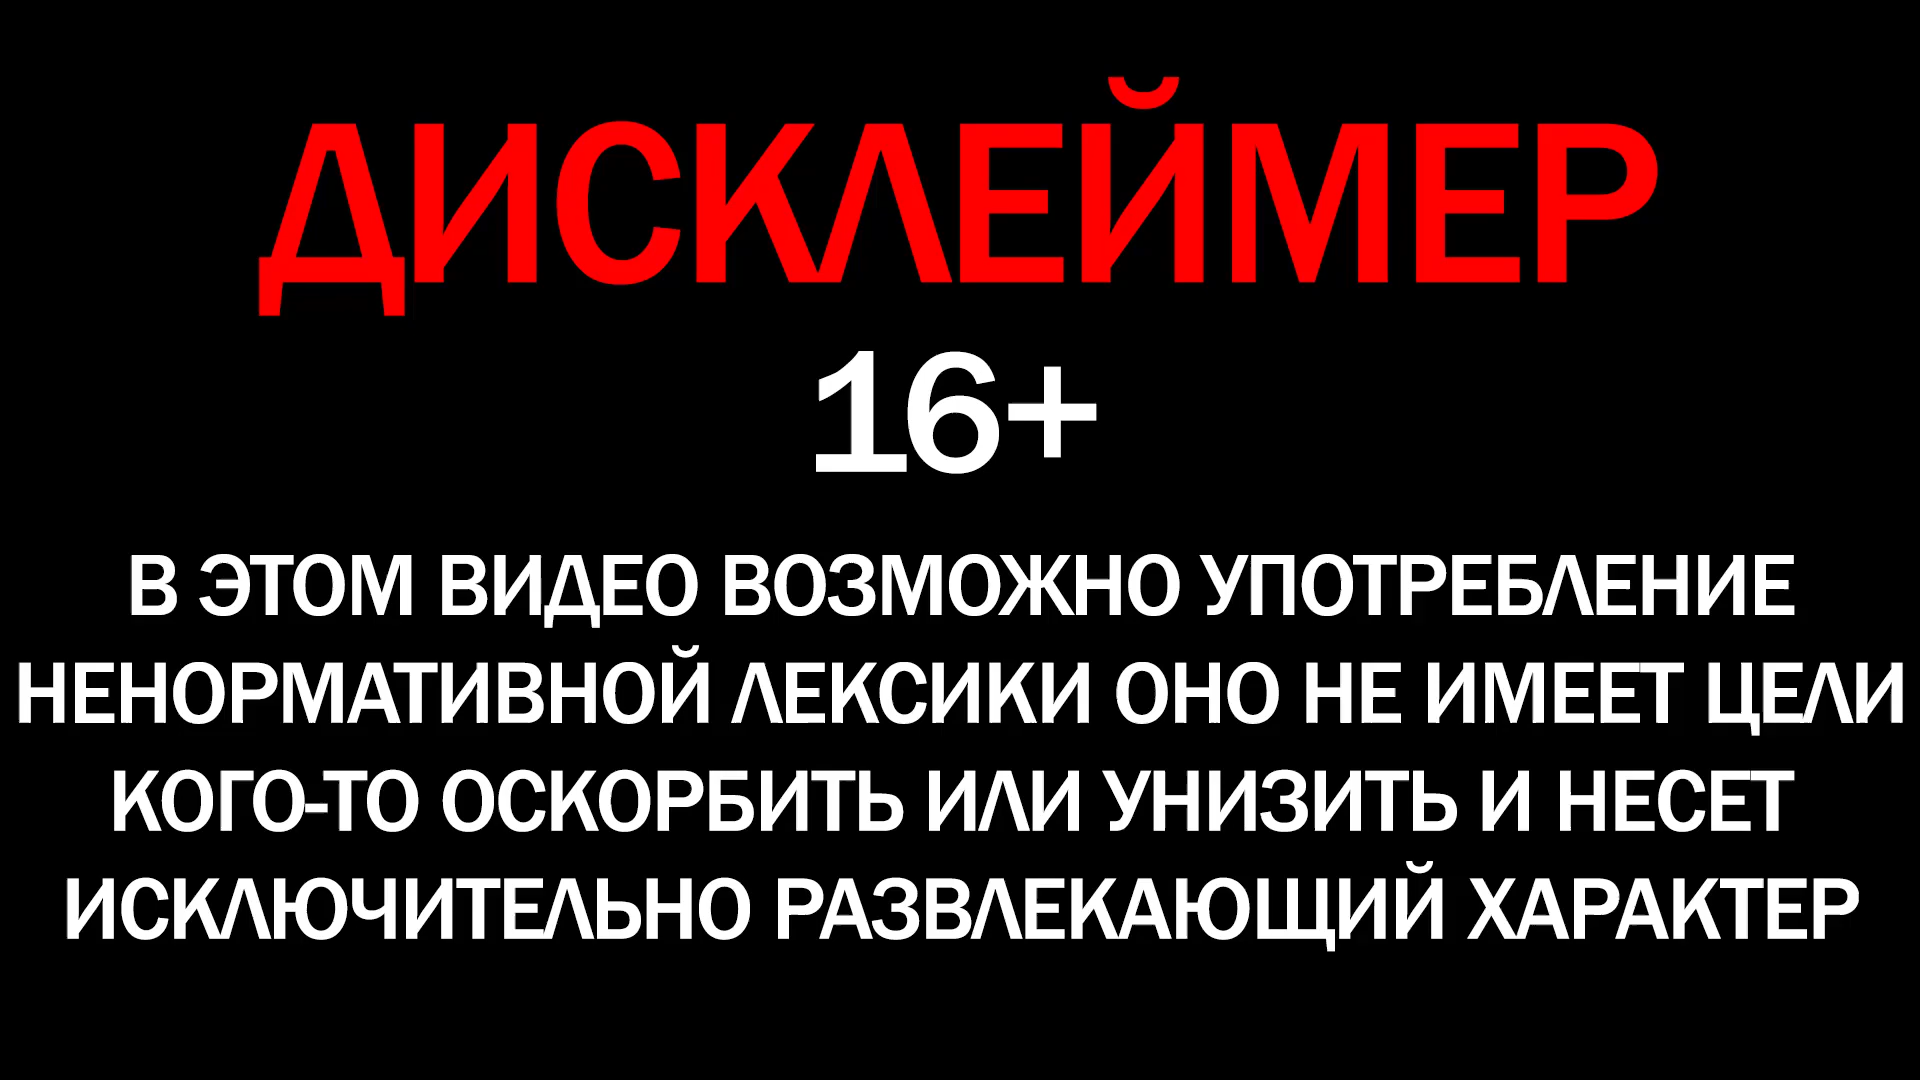 ДИСКЛЕЙМЕР
16+
В ЭТОМ ВИДЕО ВОЗМОЖНО УПОТРЕБЛЕНИЕ
НЕНОРМАТИВНОЙ ЛЕКСИКИ ОНО НЕ ИМЕЕТ ЦЕЛИ
КОГО-ТО ОСКОРБИТЬ ИЛИ УНИЗИТЬ И НЕСЕТ
ИСКЛЮЧИТЕЛЬНО РАЗВЛЕКАЮЩИЙ ХАРАКТЕР